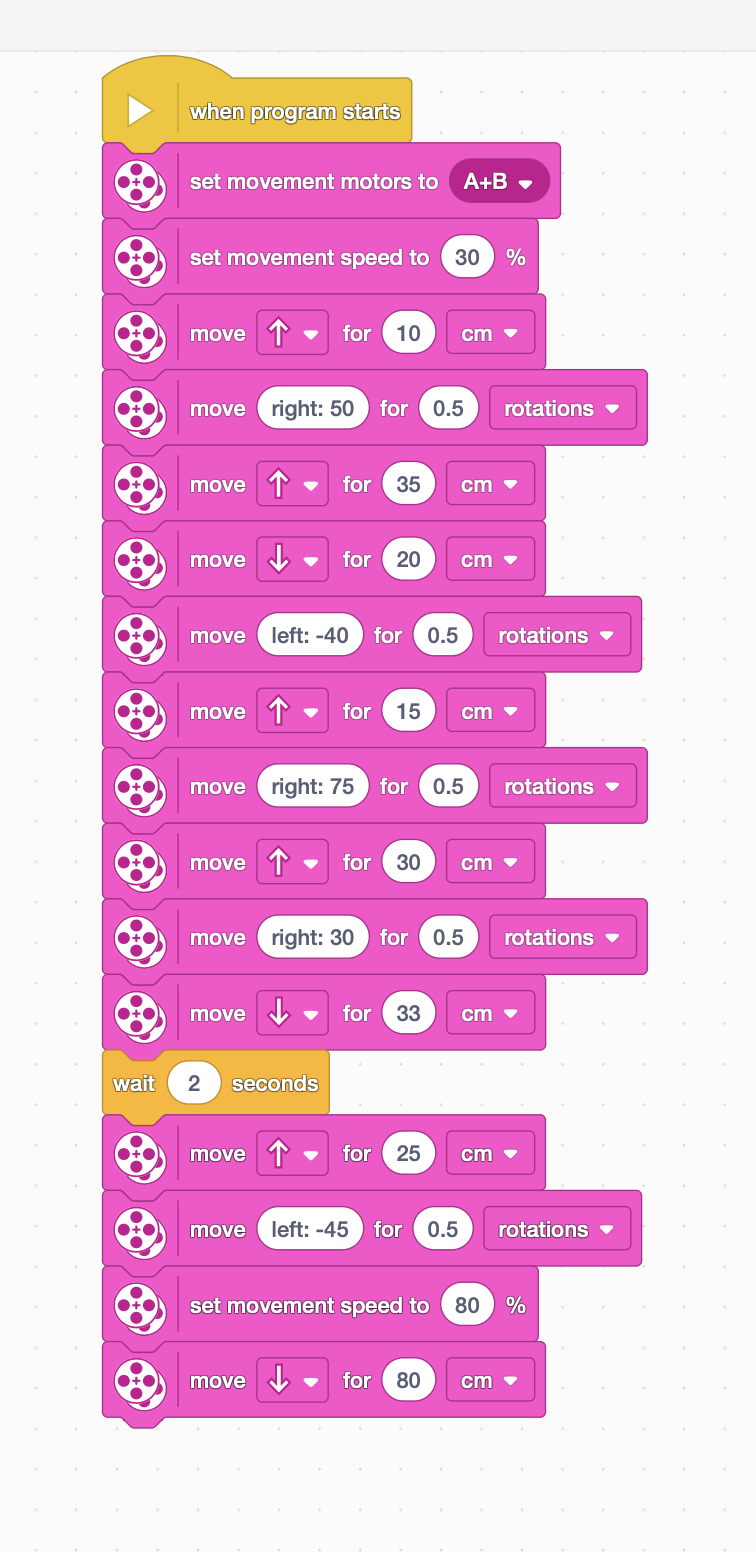 when program starts
set movement motors to A+B
set movement speed to 30 %
move for 10 cm
move right: 50 for 0.5 rotations
move for 35 cm
move for 20 cm
move left: -40 for 0.5 rotations
move for 15 cm
move right: 75 for 0.5 rotations
move for 30 cm
move right: 30 for 0.5 rotations
move for 33 cm
wait 2 seconds
move for 25 cm
move left: -45 for 0.5 rotations
set movement speed to 80 %
move for 80 cm